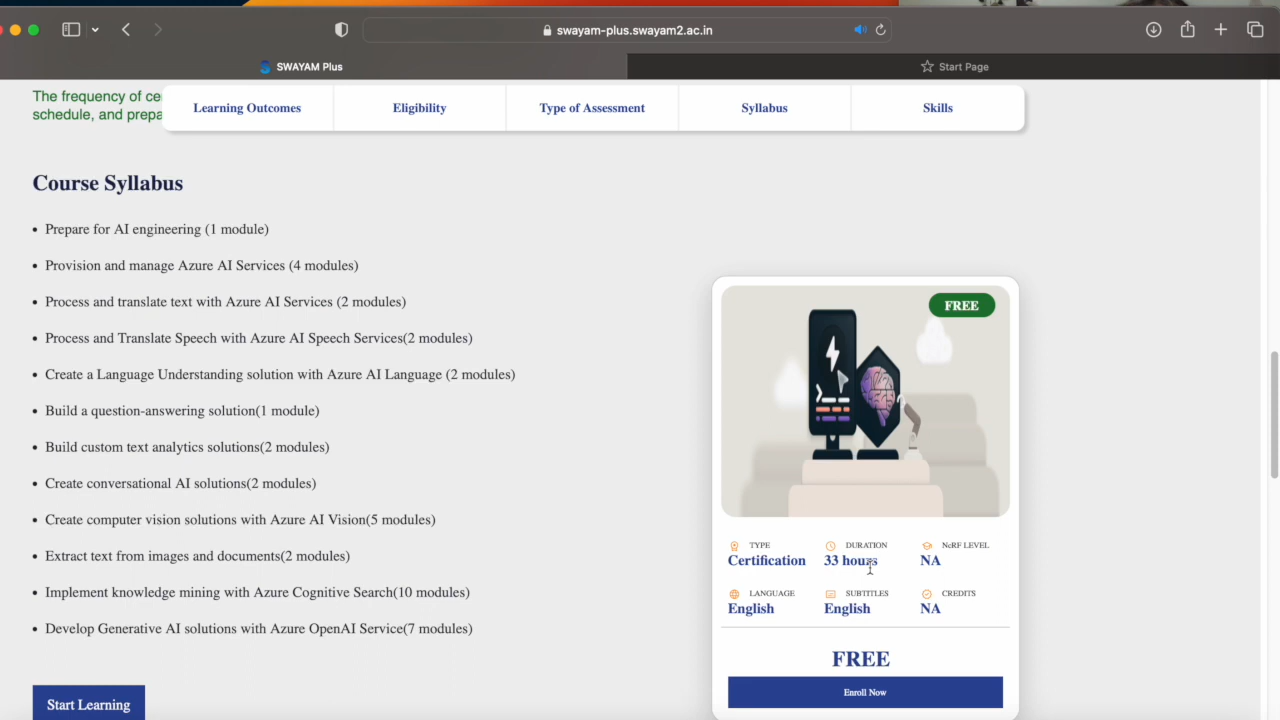 swayam-plus.swayam2.ac.in
SWAYAM Plus
Start Page
The frequency of
schedule, and
Learning Outcomes
Eligibility
Type of Assessment
Syllabus
Skills
Course Syllabus
• Prepare for AI engineering (1 module)
• Provision and manage Azure AI Services (4 modules)
• Process and translate text with Azure AI Services (2 modules)
• Process and Translate Speech with Azure AI Speech Services(2 modules)
• Create a Language Understanding solution with Azure AI Language (2 modules)
• Build a question-answering solution(1 module)
• Build custom text analytics solutions(2 modules)
• Create conversational AI solutions(2 modules)
• Create computer vision solutions with Azure AI Vision(5 modules)
• Extract text from images and documents(2 modules)
• Implement knowledge mining with Azure Cognitive Search(10 modules)
• Develop Generative AI solutions with Azure OpenAI Service(7 modules)
Start Learning
FREE
TYPE
Certification
DURATION
33 hours
NcRF LEVEL
NA
LANGUAGE
English
SUBTITLES
English
CREDITS
NA
FREE
Enroll Now